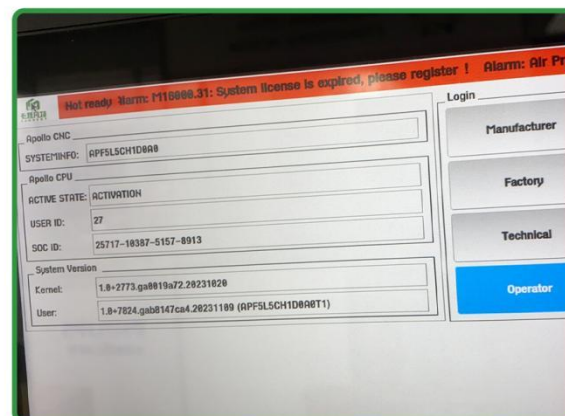 Not ready Alarm: M16000.31: System license is expired, please register ! Alarm: Air Pr
Login
Apollo CNC
SYSTEMINFO: APF5L5CH1D0A0
Manufacturer
Apollo CPU
ACTIVE STATE: ACTIVATION
Factory
USER ID: 27
SOC ID: 25717-10387-5157-8913
Technical
System Version
Kernel: 1.0+2773.ga0019a72.20231020
Operator
User: 1.0+7824.gab8147ca4.20231109 (APF5L5CH1D0A0T1)